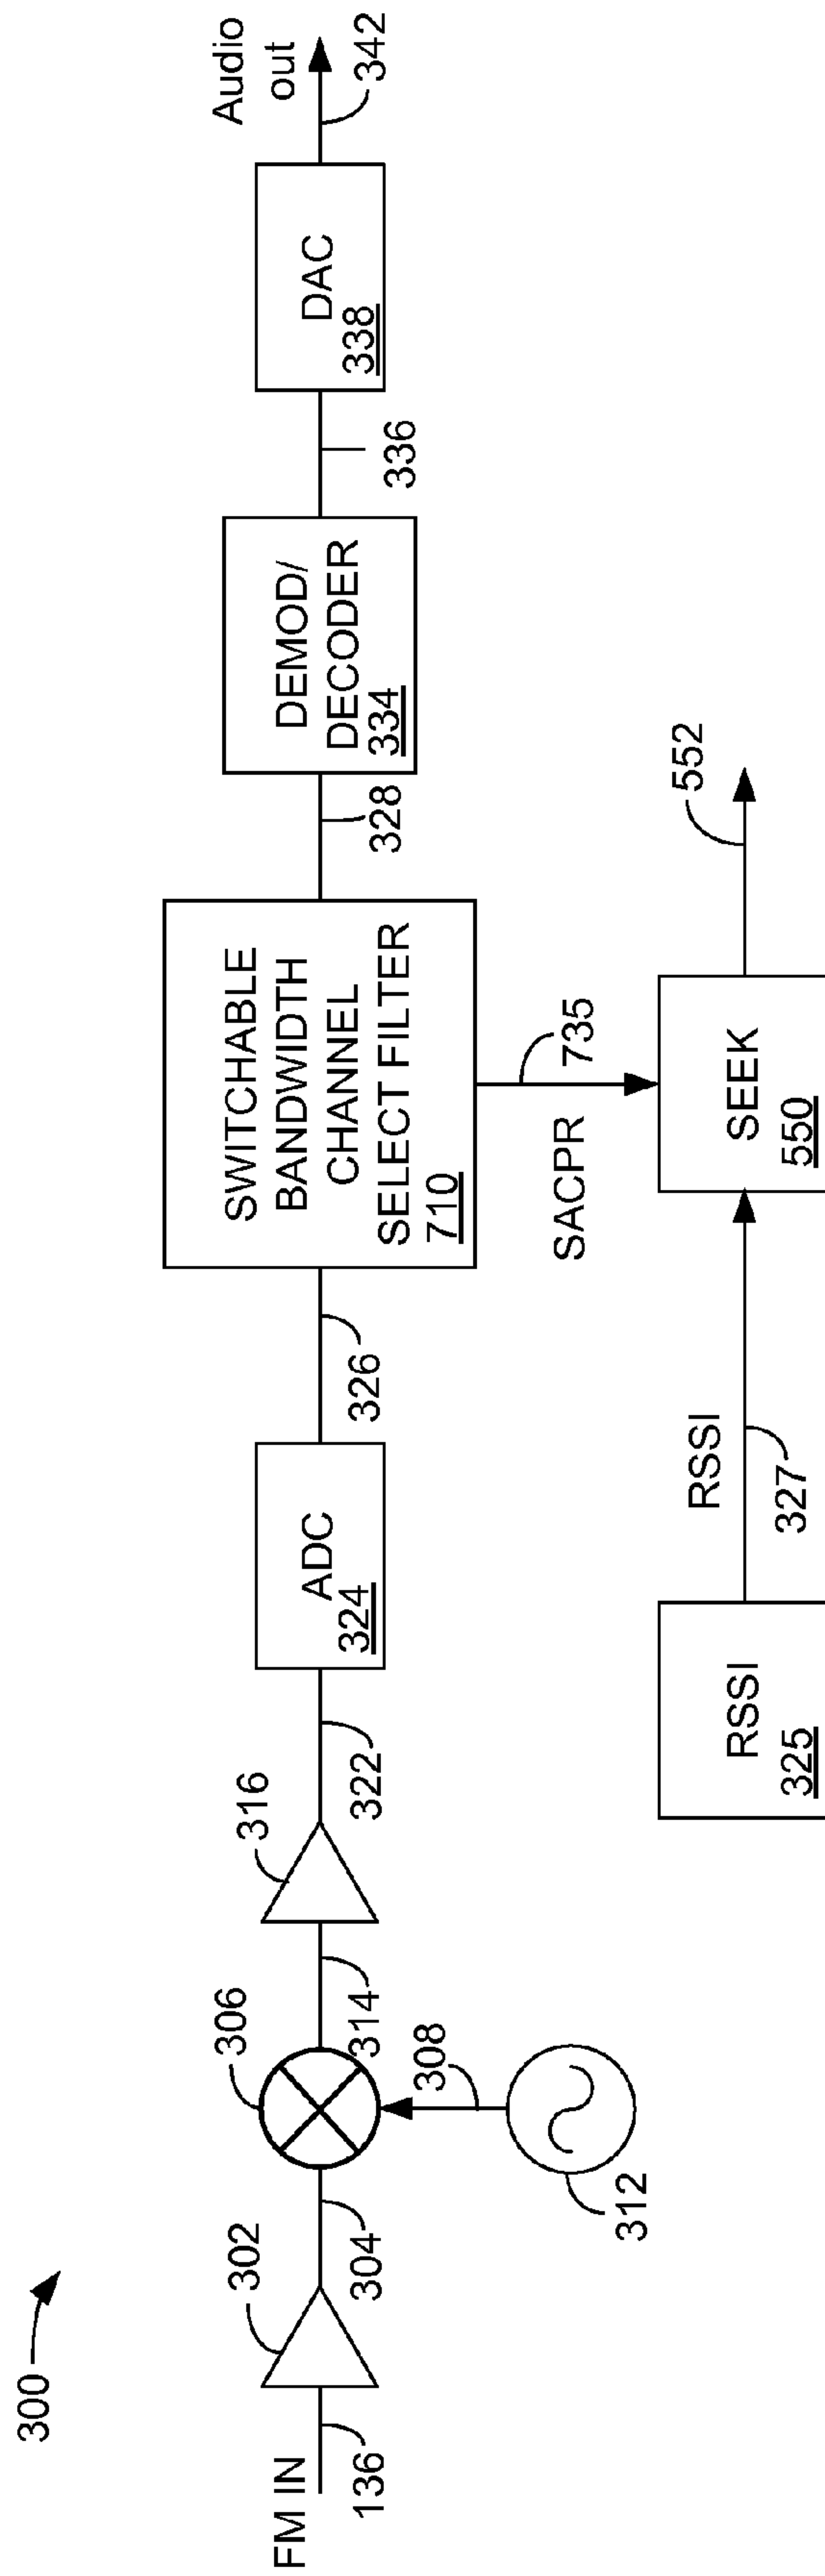 300
FM IN
136
302
304
306
308
312
314
316
322
ADC
324
326
SWITCHABLE
BANDWIDTH
CHANNEL
SELECT FILTER
710
328
DEMOD/
DECODER
334
336
DAC
338
Audio
out
342
RSSI
325
RSSI
327
SACPR
735
SEEK
550
552